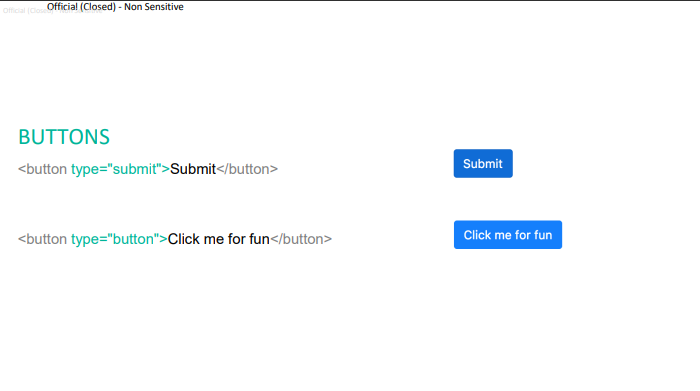 Official (Closed) - Non Sensitive
BUTTONS
<button type="submit">Submit</button>
Submit
<button type="button">Click me for fun</button>
Click me for fun